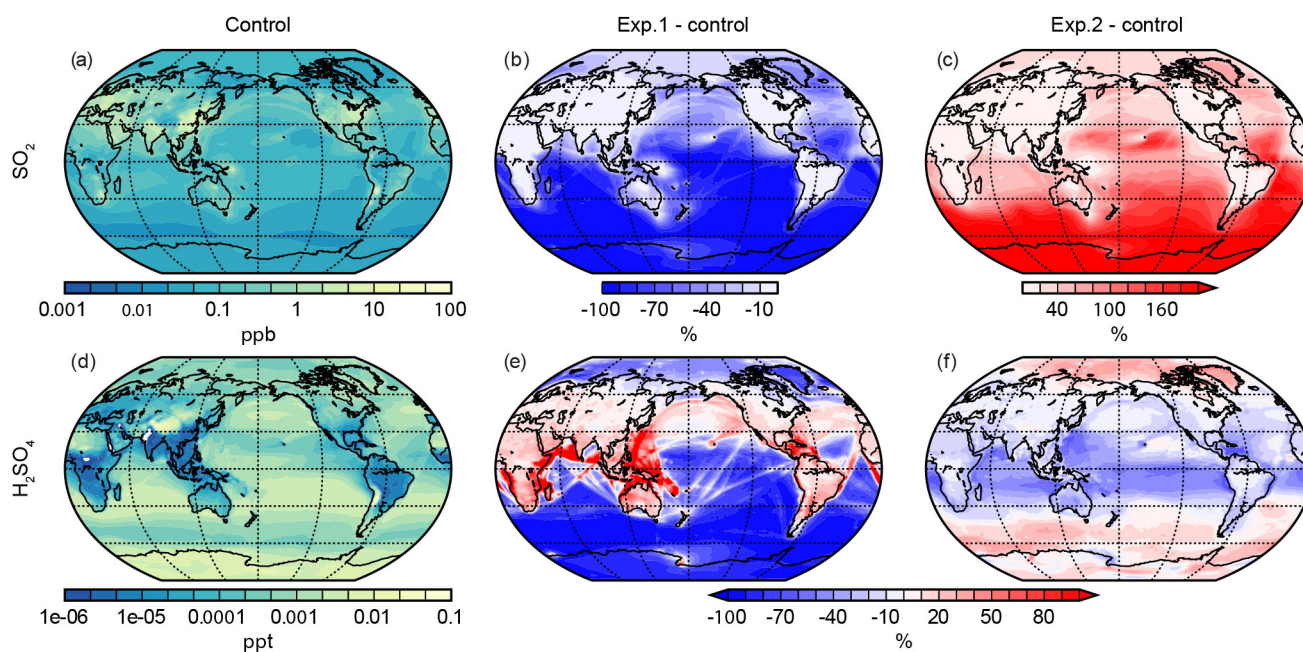 Control Exp.1 - control Exp.2 - control
(a) (b) (c)
SO2
0.001 0.01 0.1 1 10 100
ppb
-100 -70 -40 -10
%
40 100 160
%
(d) (e) (f)
H2SO4
1e-06 1e-05 0.0001 0.01 0.1
ppt
-100 -70 -40 -10 20 50 80
%